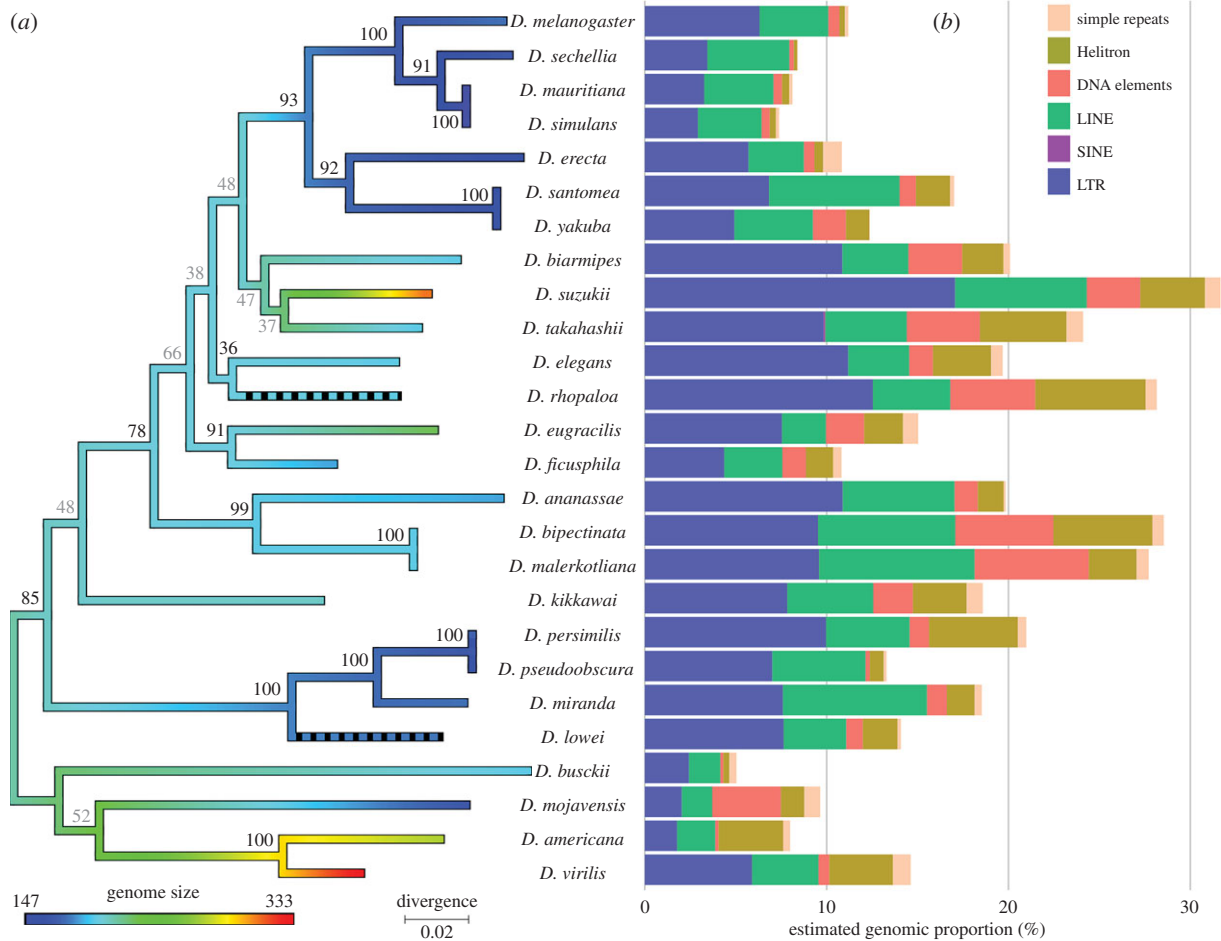 (a)
(b)
D. melanogaster
D. sechellia
D. mauritiana
D. simulans
D. erecta
D. santomea
D. yakuba
D. biarmipes
D. suzukii
D. takahashii
D. elegans
D. rhopaloa
D. eugracilis
D. ficusphila
D. ananassae
D. bipectinata
D. malerkotliana
D. kikkawai
D. persimilis
D. pseudoobscura
D. miranda
D. lowei
D. busckii
D. mojavensis
D. americana
D. virilis
100
91
100
93
92
100
48
47
37
38
36
66
91
78
99
100
48
85
100
100
100
52
100
genome size
147
333
divergence
0.02
simple repeats
Helitron
DNA elements
LINE
SINE
LTR
0
10
20
30
estimated genomic proportion (%)